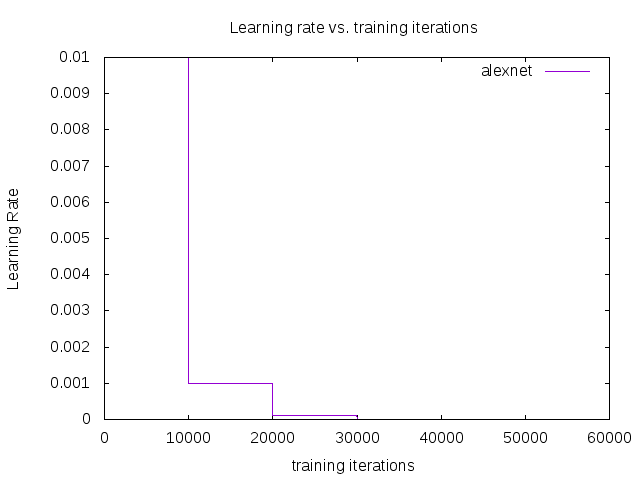 Learning rate vs. training iterations
alexnet
Learning Rate
0.01
0.009
0.008
0.007
0.006
0.005
0.004
0.003
0.002
0.001
0
0 10000 20000 30000 40000 50000 60000
training iterations